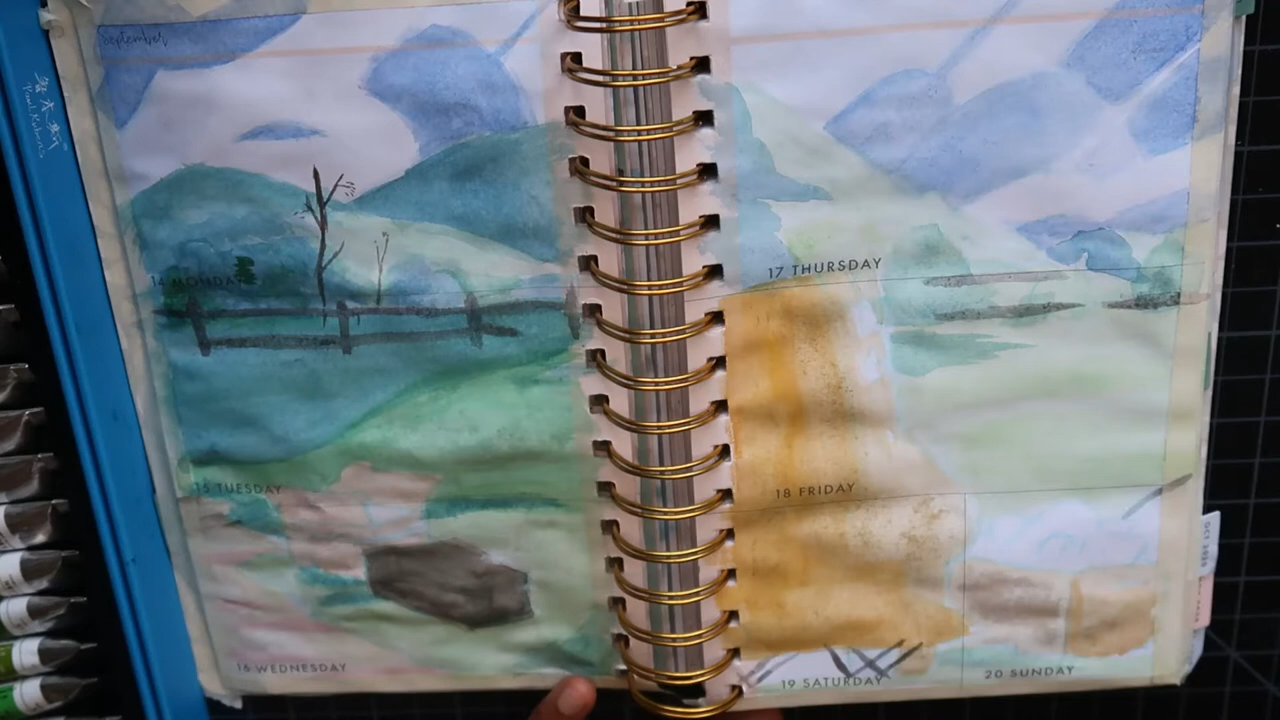 September
14 MONDAY
15 TUESDAY
16 WEDNESDAY
17 THURSDAY
18 FRIDAY
19 SATURDAY
20 SUNDAY